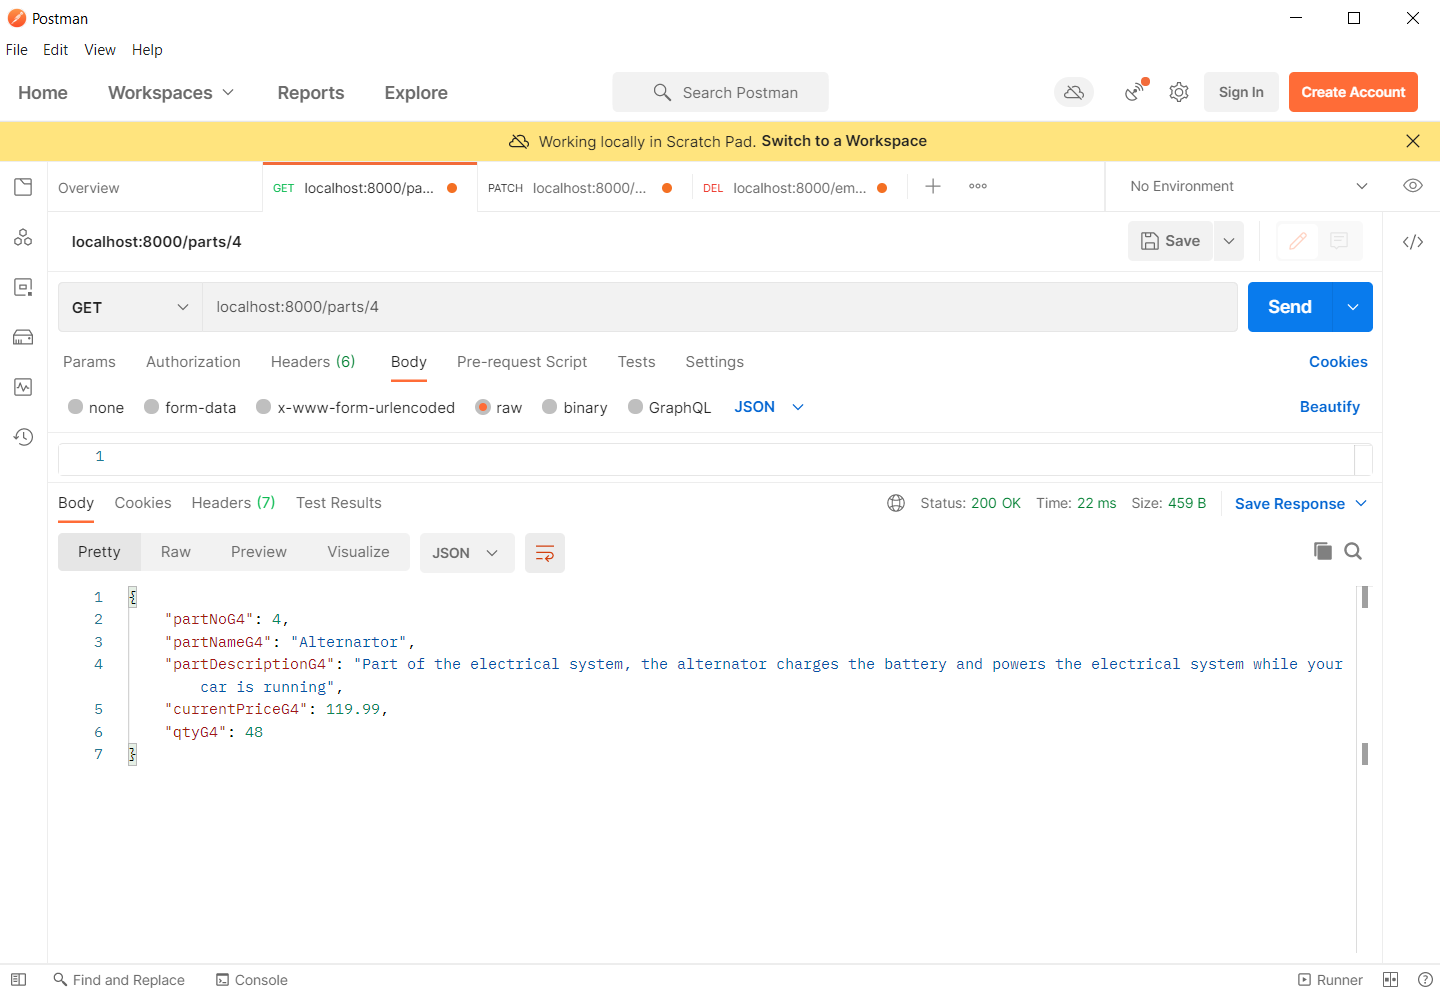 Postman
File Edit View Help
Home Workspaces Reports Explore Search Postman Sign In Create Account
Working locally in Scratch Pad. Switch to a Workspace
Overview GET localhost:8000/pa... PATCH localhost:8000/... DEL localhost:8000/em... No Environment
localhost:8000/parts/4 Save
GET localhost:8000/parts/4 Send
Params Authorization Headers (6) Body Pre-request Script Tests Settings Cookies
none form-data x-www-form-urlencoded raw binary GraphQL JSON Beautify
1
Body Cookies Headers (7) Test Results Status: 200 OK Time: 22 ms Size: 459 B Save Response
Pretty Raw Preview Visualize JSON
1 {
2 "partNoG4": 4,
3 "partNameG4": "Alternartor",
4 "partDescriptionG4": "Part of the electrical system, the alternator charges the battery and powers the electrical system while your
car is running",
5 "currentPriceG4": 119.99,
6 "qtyG4": 48
7 }
Find and Replace Console Runner